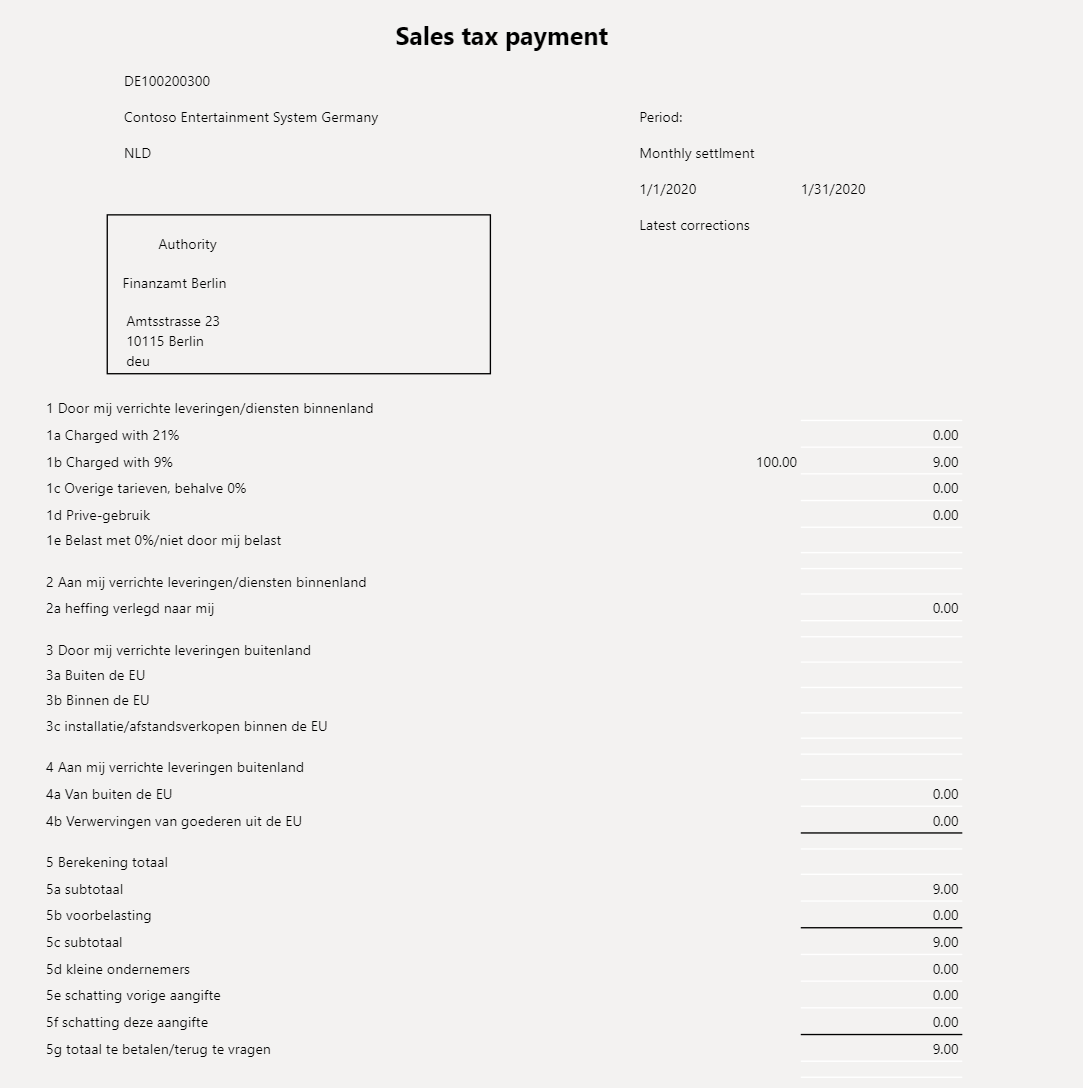 Sales tax payment
DE100200300
Contoso Entertainment System Germany
Period:
NLD
Monthly settlment
1/1/2020 1/31/2020
Latest corrections
Authority
Finanzamt Berlin
Amtsstrasse 23
10115 Berlin
deu
1 Door mij verrichte leveringen/diensten binnenland
1a Charged with 21% 0.00
1b Charged with 9% 100.00 9.00
1c Overige tarieven, behalve 0% 0.00
1d Prive-gebruik 0.00
1e Belast met 0%/niet door mij belast
2 Aan mij verrichte leveringen/diensten binnenland
2a heffing verlegd naar mij 0.00
3 Door mij verrichte leveringen buitenland
3a Buiten de EU
3b Binnen de EU
3c installatie/afstandsverkopen binnen de EU
4 Aan mij verrichte leveringen buitenland
4a Van buiten de EU 0.00
4b Verwervingen van goederen uit de EU 0.00
5 Berekening totaal
5a subtotaal 9.00
5b voorbelasting 0.00
5c subtotaal 9.00
5d kleine ondernemers 0.00
5e schatting vorige aangifte 0.00
5f schatting deze aangifte 0.00
5g totaal te betalen/terug te vragen 9.00